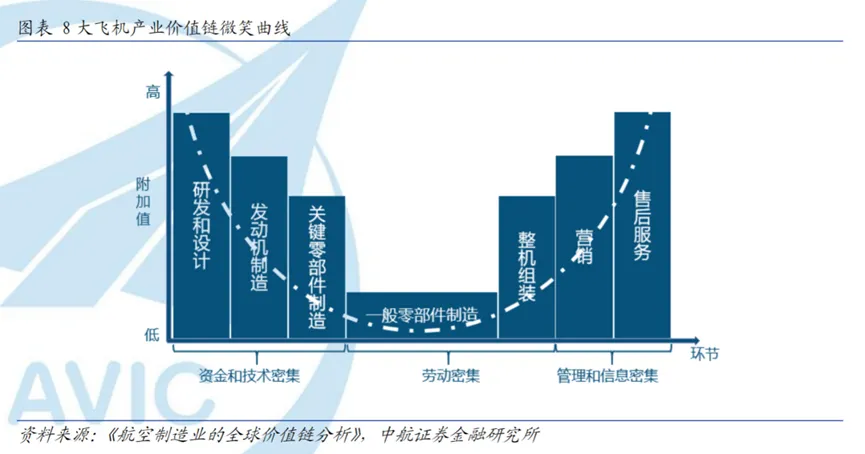 图表 8大飞机产业价值链微笑曲线
高
附加值
低
研发和设计
发动机制造
关键零部件制造
一般零部件制造
整机组装
营销
售后服务
环节
资金和技术密集
劳动密集
管理和信息密集
AVIC
资料来源：《航空制造业的全球价值链分析》，中航证券金融研究所